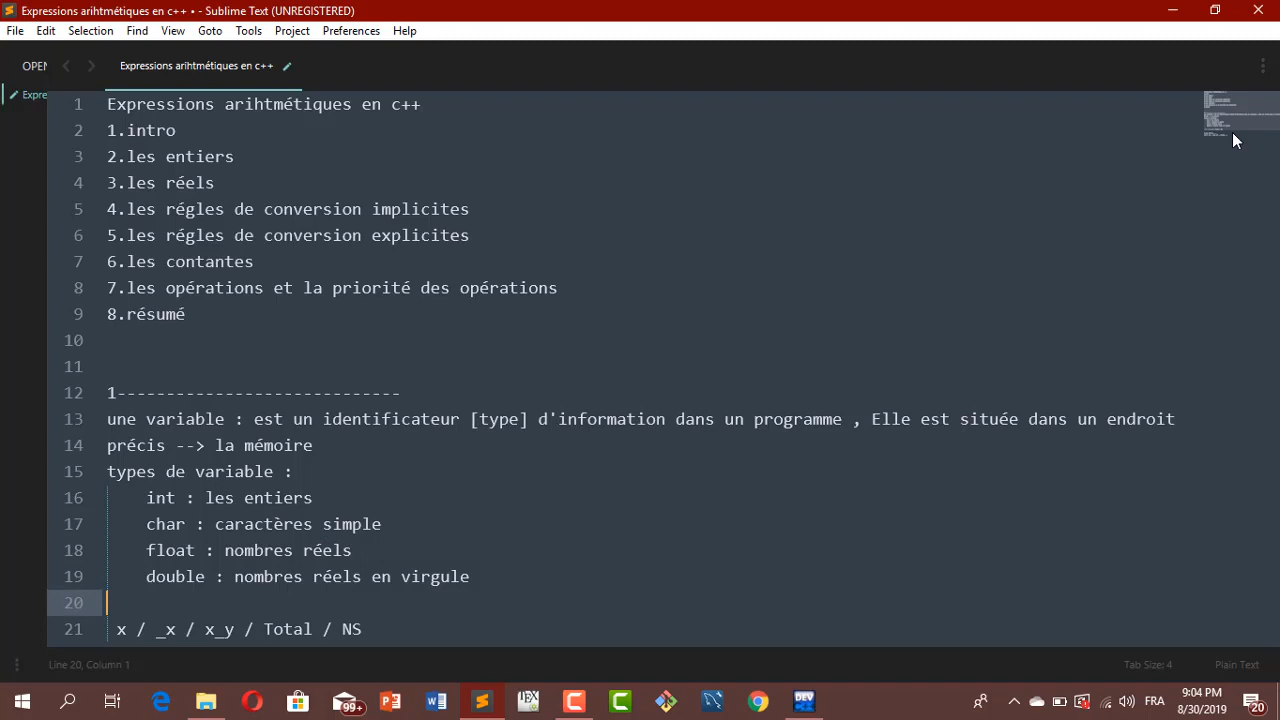 Expressions arihtmétiques en c++ • - Sublime Text (UNREGISTERED)
File Edit Selection Find View Goto Tools Project Preferences Help
OPEN
Expressions arihtmétiques en c++
Expre
1 Expressions arihtmétiques en c++
2 1.intro
3 2.les entiers
4 3.les réels
5 4.les régles de conversion implicites
6 5.les régles de conversion explicites
7 6.les contantes
8 7.les opérations et la priorité des opérations
9 8.résumé
10
11
12 1-----------------------------
13 une variable : est un identificateur [type] d'information dans un programme , Elle est située dans un endroit
14 précis --> la mémoire
15 types de variable :
16 int : les entiers
17 char : caractères simple
18 float : nombres réels
19 double : nombres réels en virgule
20
21 x / _x / x_y / Total / NS
Line 20, Column 1
Tab Size: 4
Plain Text
99+
TEX
DEV
FRA
9:04 PM
8/30/2019
20